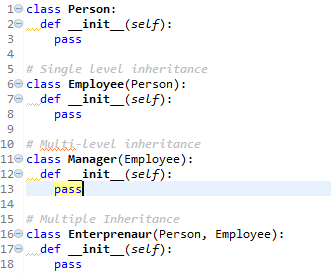 1 class Person:
2 def __init__(self):
3 pass
4
5 # Single level inheritance
6 class Employee(Person):
7 def __init__(self):
8 pass
9
10 # Multi-level inheritance
11 class Manager(Employee):
12 def __init__(self):
13 pass
14
15 # Multiple Inheritance
16 class Enterprenaur(Person, Employee):
17 def __init__(self):
18 pass